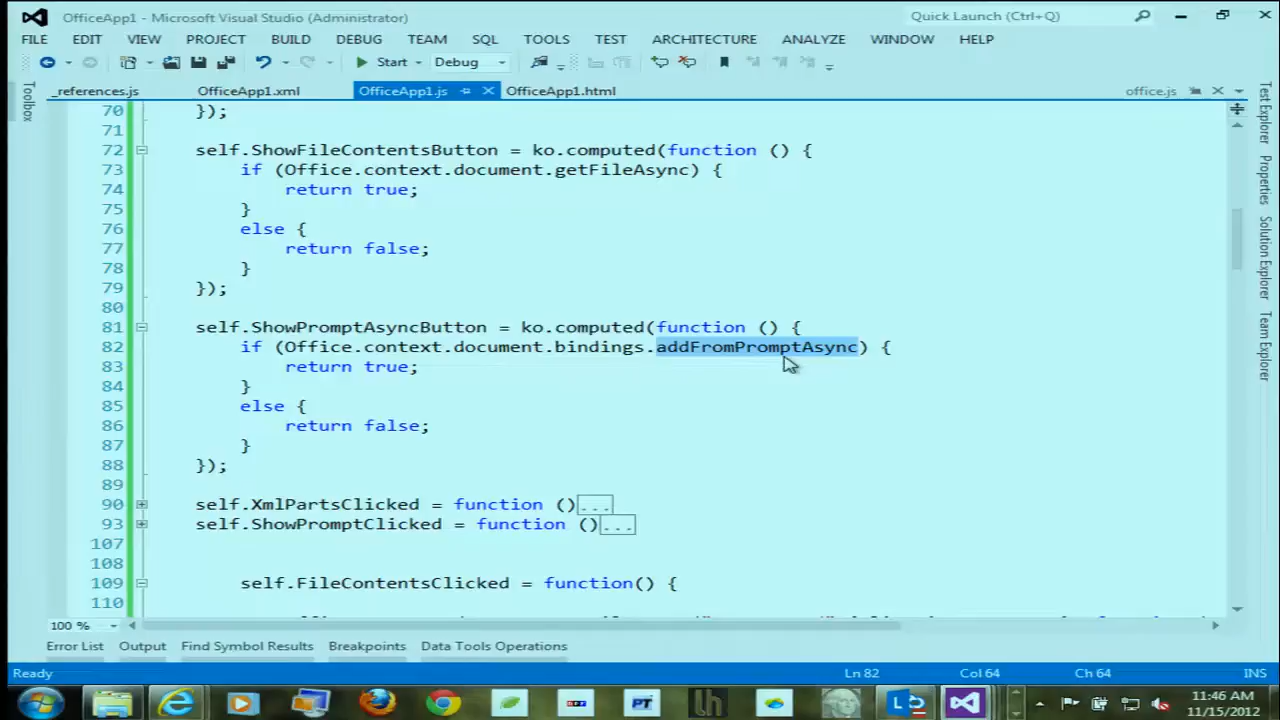 OfficeApp1 - Microsoft Visual Studio (Administrator)
Quick Launch (Ctrl+Q)
FILE EDIT VIEW PROJECT BUILD DEBUG TEAM SQL TOOLS TEST ARCHITECTURE ANALYZE WINDOW HELP
Start Debug
_references.js OfficeApp1.xml OfficeApp1.js OfficeApp1.html office.js
Toolbox
70 });
71
72 self.ShowFileContentsButton = ko.computed(function () {
73 if (Office.context.document.getFileAsync) {
74 return true;
75 }
76 else {
77 return false;
78 }
79 });
80
81 self.ShowPromptAsyncButton = ko.computed(function () {
82 if (Office.context.document.bindings.addFromPromptAsync) {
83 return true;
84 }
85 else {
86 return false;
87 }
88 });
89
90 self.XmlPartsClicked = function ()...
93 self.ShowPromptClicked = function ()...
107
108
109 self.FileContentsClicked = function() {
110
Test Explorer
Properties
Solution Explorer
Team Explorer
100 %
Error List Output Find Symbol Results Breakpoints Data Tools Operations
Ready Ln 82 Col 64 Ch 64 INS
PT
lh
11:46 AM
11/15/2012